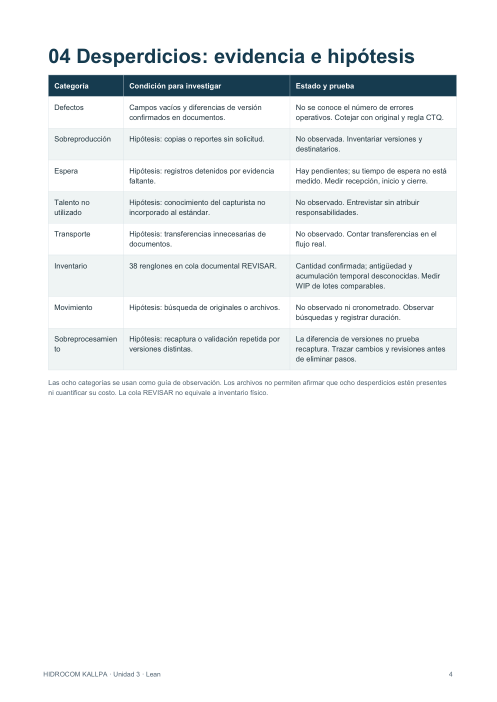 04 Desperdicios: evidencia e hipótesis
Categoría Condición para investigar Estado y prueba
Defectos Campos vacíos y diferencias de versión No se conoce el número de errores
confirmados en documentos. operativos. Cotejar con original y regla CTQ.
Sobreproducción Hipótesis: copias o reportes sin solicitud. No observada. Inventariar versiones y
destinatarios.
Espera Hipótesis: registros detenidos por evidencia Hay pendientes; su tiempo de espera no está
faltante. medido. Medir recepción, inicio y cierre.
Talento no Hipótesis: conocimiento del capturista no No observado. Entrevistar sin atribuir
utilizado incorporado al estándar. responsabilidades.
Transporte Hipótesis: transferencias innecesarias de No observado. Contar transferencias en el
documentos. flujo real.
Inventario 38 renglones en cola documental REVISAR. Cantidad confirmada; antigüedad y
acumulación temporal desconocidas. Medir
WIP de lotes comparables.
Movimiento Hipótesis: búsqueda de originales o archivos. No observado ni cronometrado. Observar
búsquedas y registrar duración.
Sobreprocesamien Hipótesis: recaptura o validación repetida por La diferencia de versiones no prueba
to versiones distintas. recaptura. Trazar cambios y revisiones antes
de eliminar pasos.
Las ocho categorías se usan como guía de observación. Los archivos no permiten afirmar que ocho desperdicios estén presentes
ni cuantificar su costo. La cola REVISAR no equivale a inventario físico.
HIDROCOM KALLPA · Unidad 3 · Lean 4